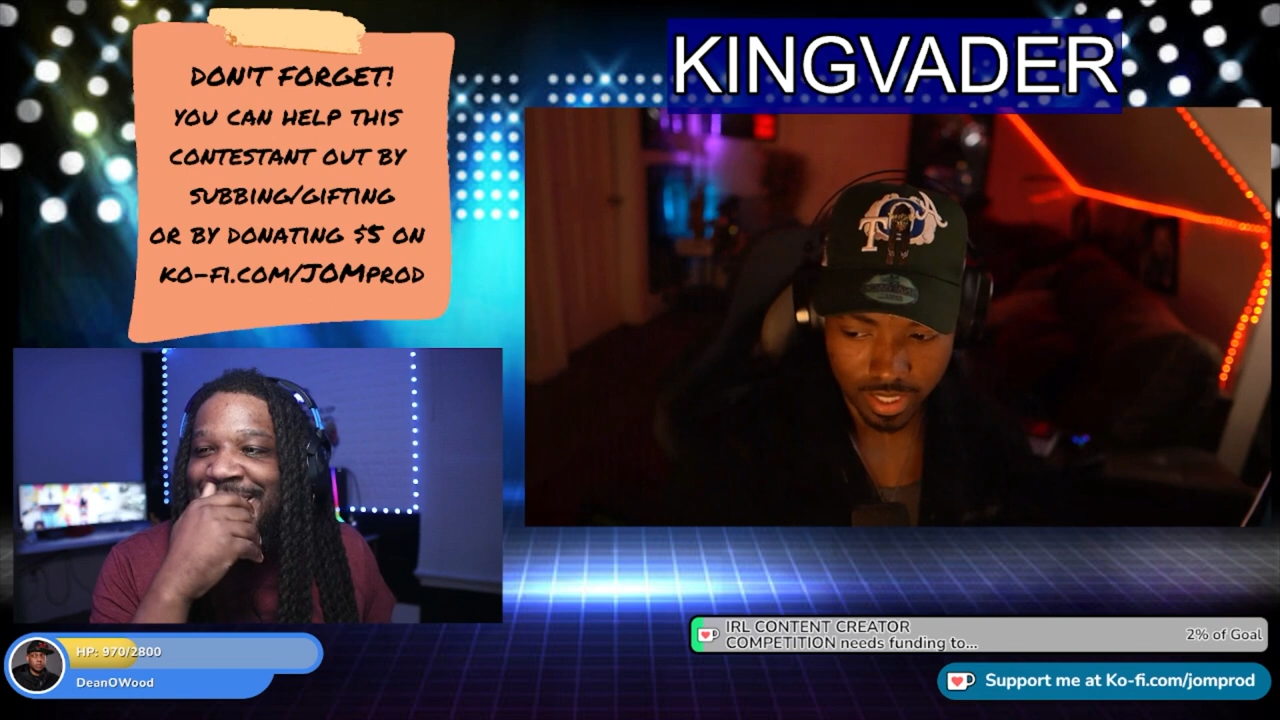 DON'T FORGET!
YOU CAN HELP THIS
CONTESTANT OUT BY
SUBBING/GIFTING
OR BY DONATING $5 ON
KO-FI.COM/JOMPROD
KINGVADER
HP: 970/2800
DeanOWood
IRL CONTENT CREATOR
COMPETITION needs funding to...
2% of Goal
Support me at Ko-fi.com/jomprod